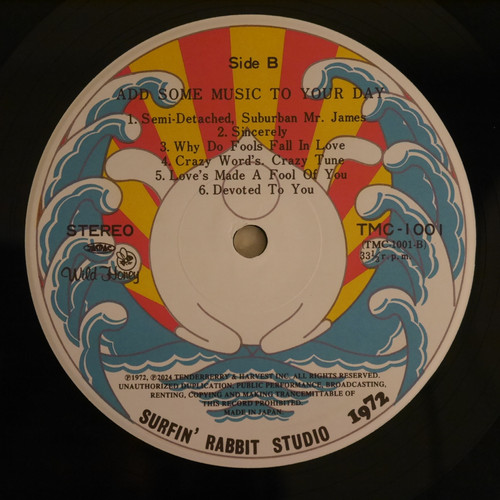 Side B
ADD SOME MUSIC TO YOUR DAY
1. Semi-Detached, Suburban Mr. James
2. Sincerely
3. Why Do Fools Fall In Love
4. Crazy Word's, Crazy Tune
5. Love's Made A Fool Of You
6. Devoted To You
STEREO
TMC-1001
(TMC-1001-B)
33⅓ r.p.m.
Wild Honey
℗1972, ℗2024 TENDERBERRY & HARVEST INC. ALL RIGHTS RESERVED.
UNAUTHORIZED DUPLICATION, PUBLIC PERFORMANCE, BROADCASTING,
RENTING, COPYING AND MAKING TRANCEMITTABLE OF
THIS RECORD PROHIBITED.
MADE IN JAPAN.
SURFIN' RABBIT STUDIO 1972